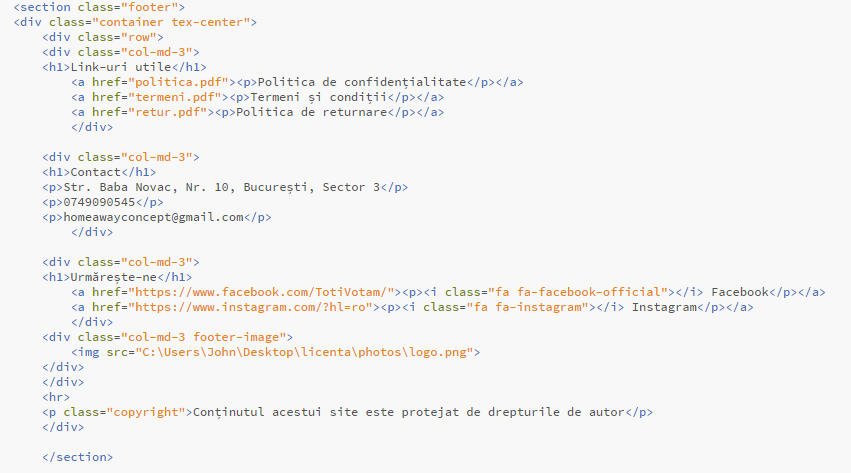 <section class="footer">
<div class="container tex-center">
    <div class="row">
    <div class="col-md-3">
    <h1>Link-uri utile</h1>
        <a href="politica.pdf"><p>Politica de confidențialitate</p></a>
        <a href="termeni.pdf"><p>Termeni și condiții</p></a>
        <a href="retur.pdf"><p>Politica de returnare</p></a>
        </div>

    <div class="col-md-3">
    <h1>Contact</h1>
    <p>Str. Baba Novac, Nr. 10, București, Sector 3</p>
    <p>0749090545</p>
    <p>homeawayconcept@gmail.com</p>
        </div>

    <div class="col-md-3">
    <h1>Urmărește-ne</h1>
        <a href="https://www.facebook.com/TotiVotam/"><p><i class="fa fa-facebook-official"></i> Facebook</p></a>
        <a href="https://www.instagram.com/?hl=ro"><p><i class="fa fa-instagram"></i> Instagram</p></a>
        </div>
    <div class="col-md-3 footer-image">
        <img src="C:\Users\John\Desktop\licenta\photos\logo.png">
    </div>
    </div>
    <hr>
    <p class="copyright">Conținutul acestui site este protejat de drepturile de autor</p>
    </div>

    </section>